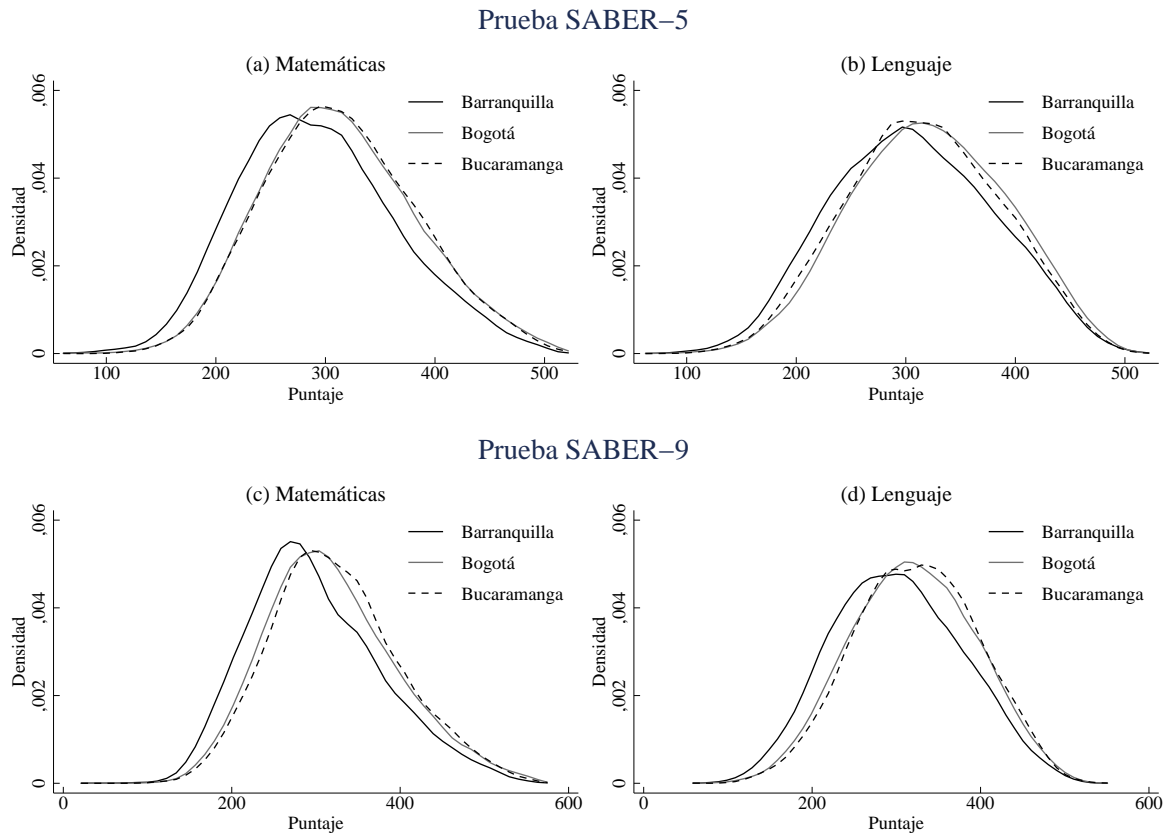 Prueba SABER–5
(a) Matemáticas
,006
,004
,002
0
Densidad
Barranquilla
Bogotá
Bucaramanga
100 200 300 400 500
Puntaje
(b) Lenguaje
,006
,004
,002
0
Densidad
Barranquilla
Bogotá
Bucaramanga
100 200 300 400 500
Puntaje
Prueba SABER–9
(c) Matemáticas
,006
,004
,002
0
Densidad
Barranquilla
Bogotá
Bucaramanga
0 200 400 600
Puntaje
(d) Lenguaje
,006
,004
,002
0
Densidad
Barranquilla
Bogotá
Bucaramanga
0 200 400 600
Puntaje